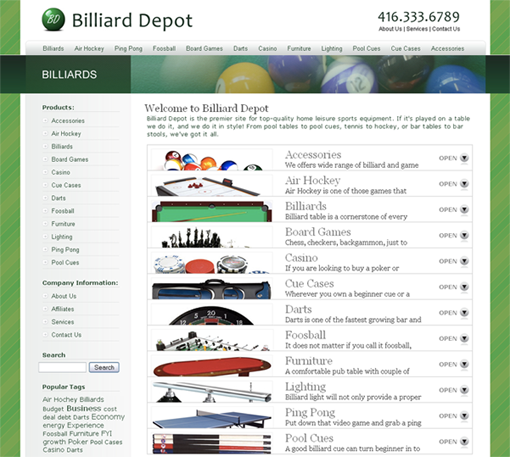 BD Billiard Depot
416.333.6789
About Us | Services | Contact Us
Billiards Air Hockey Ping Pong Foosball Board Games Darts Casino Furniture Lighting Pool Cues Cue Cases Accessories
BILLIARDS
Products:
Accessories
Air Hockey
Billiards
Board Games
Casino
Cue Cases
Darts
Foosball
Furniture
Lighting
Ping Pong
Pool Cues
Company Information:
About Us
Affiliates
Services
Contact Us
Search
Search
Popular Tags
Air Hochey Billiards
Budget Business cost
deal debt Darts Economy
energy Experience
Foosball Furniture FYI
growth Poker Pool Cases
Casino Darts
Welcome to Billiard Depot
Billiard Depot is the premier site for top-quality home leisure sports equipment. If it's played on a table
we do it, and we do it in style! From pool tables to pool cues, tennis to hockey, or bar tables to bar
stools, we've got it all.
Accessories
We offers wide range of billiard and game
OPEN
Air Hockey
Air Hockey is one of those games that
OPEN
Billiards
Billiard table is a cornerstone of every
OPEN
Board Games
Chess, checkers, backgammon, just to
OPEN
Casino
If you are looking to buy a poker or
OPEN
Cue Cases
Wherever you own a beginner cue or a
OPEN
Darts
Darts is one of the fastest growing bar and
OPEN
Foosball
It does not matter if you call it foosball,
OPEN
Furniture
A comfortable pub table with couple of
OPEN
Lighting
Billiard light will not only provide a proper
OPEN
Ping Pong
Put down that video game and grab a ping
OPEN
Pool Cues
A good billiard cue can turn beginner in to
OPEN